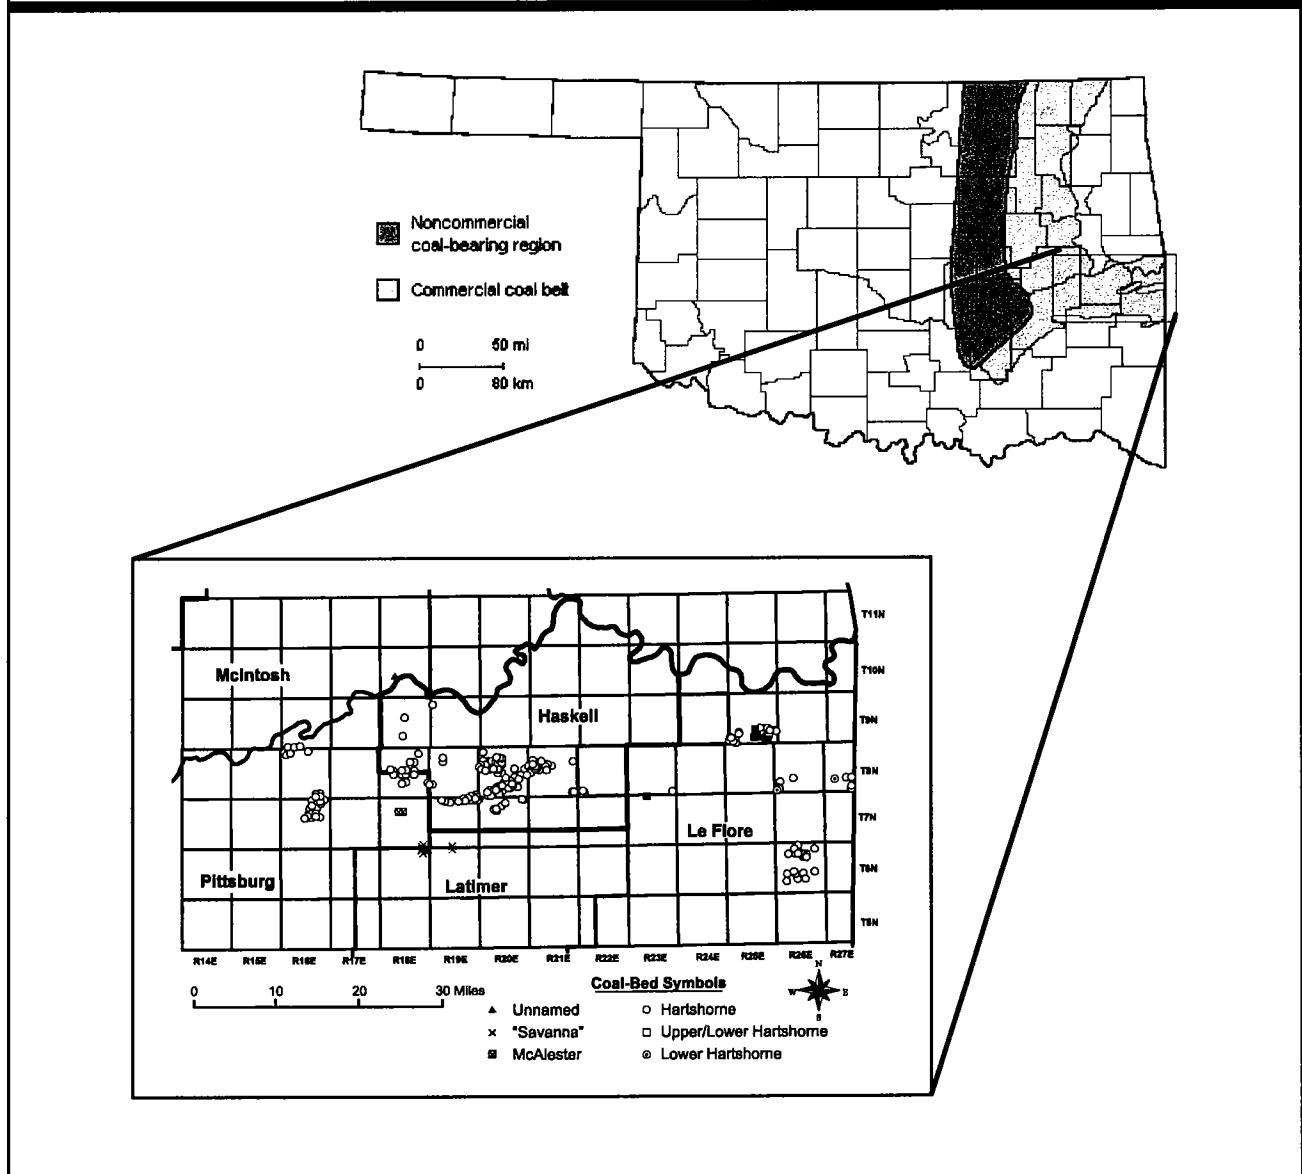 Noncommercial
coal-bearing region
Commercial coal belt
0 50 mi
0 80 km
T11N
McIntosh
T10N
Haskell
T9N
T8N
T7N
Le Flore
Pittsburg
T6N
Latimer
T5N
R14E R15E R16E R17E R18E R19E R20E R21E R22E R23E R24E R25E R26E R27E
N
W E
S
0 10 20 30 Miles
Coal-Bed Symbols
Unnamed
"Savanna"
McAlester
Hartshorne
Upper/Lower Hartshorne
Lower Hartshorne